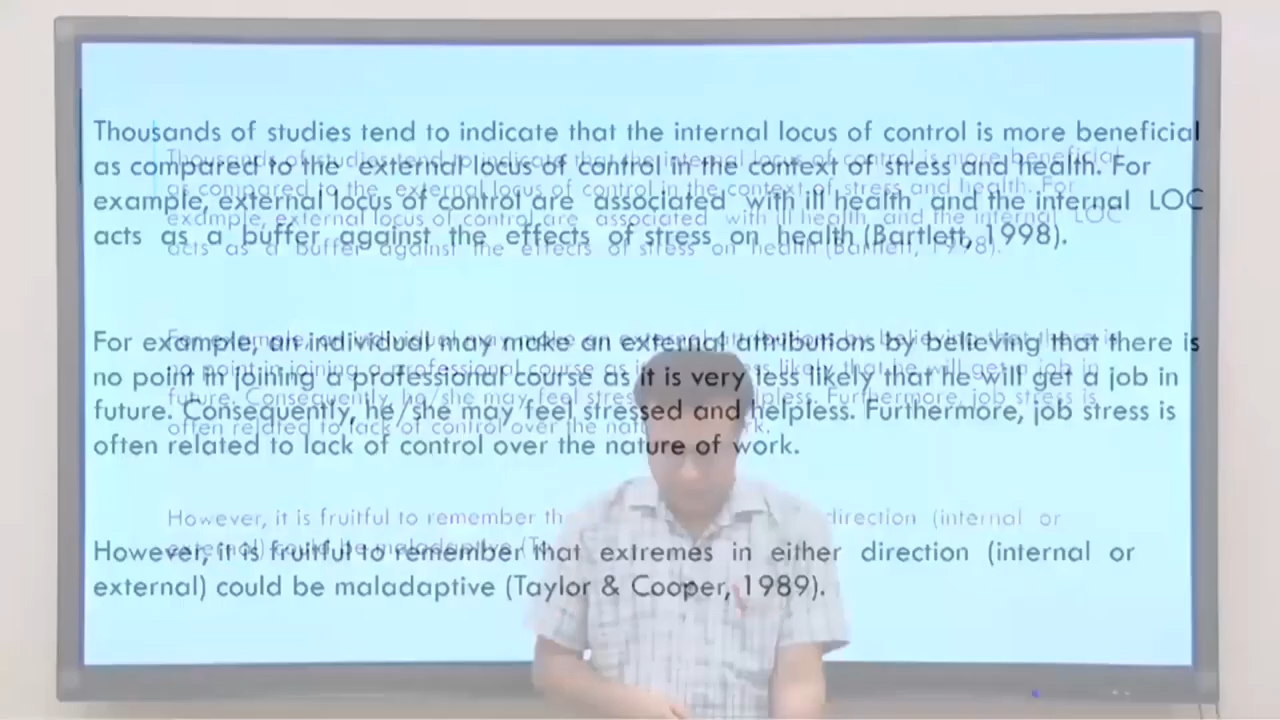 Thousands of studies tend to indicate that the internal locus of control is more beneficial
as compared to the external locus of control in the context of stress and health. For
example, external locus of control are associated with ill health and the internal LOC
acts as a buffer against the effects of stress on health (Bartlett, 1998).
For example, an individual may make an external attributions by believing that there is
no point in joining a professional course as it is very less likely that he will get a job in
future. Consequently, he/she may feel stressed and helpless. Furthermore, job stress is
often related to lack of control over the nature of work.
However, it is fruitful to remember that extremes in either direction (internal or
external) could be maladaptive (Taylor & Cooper, 1989).